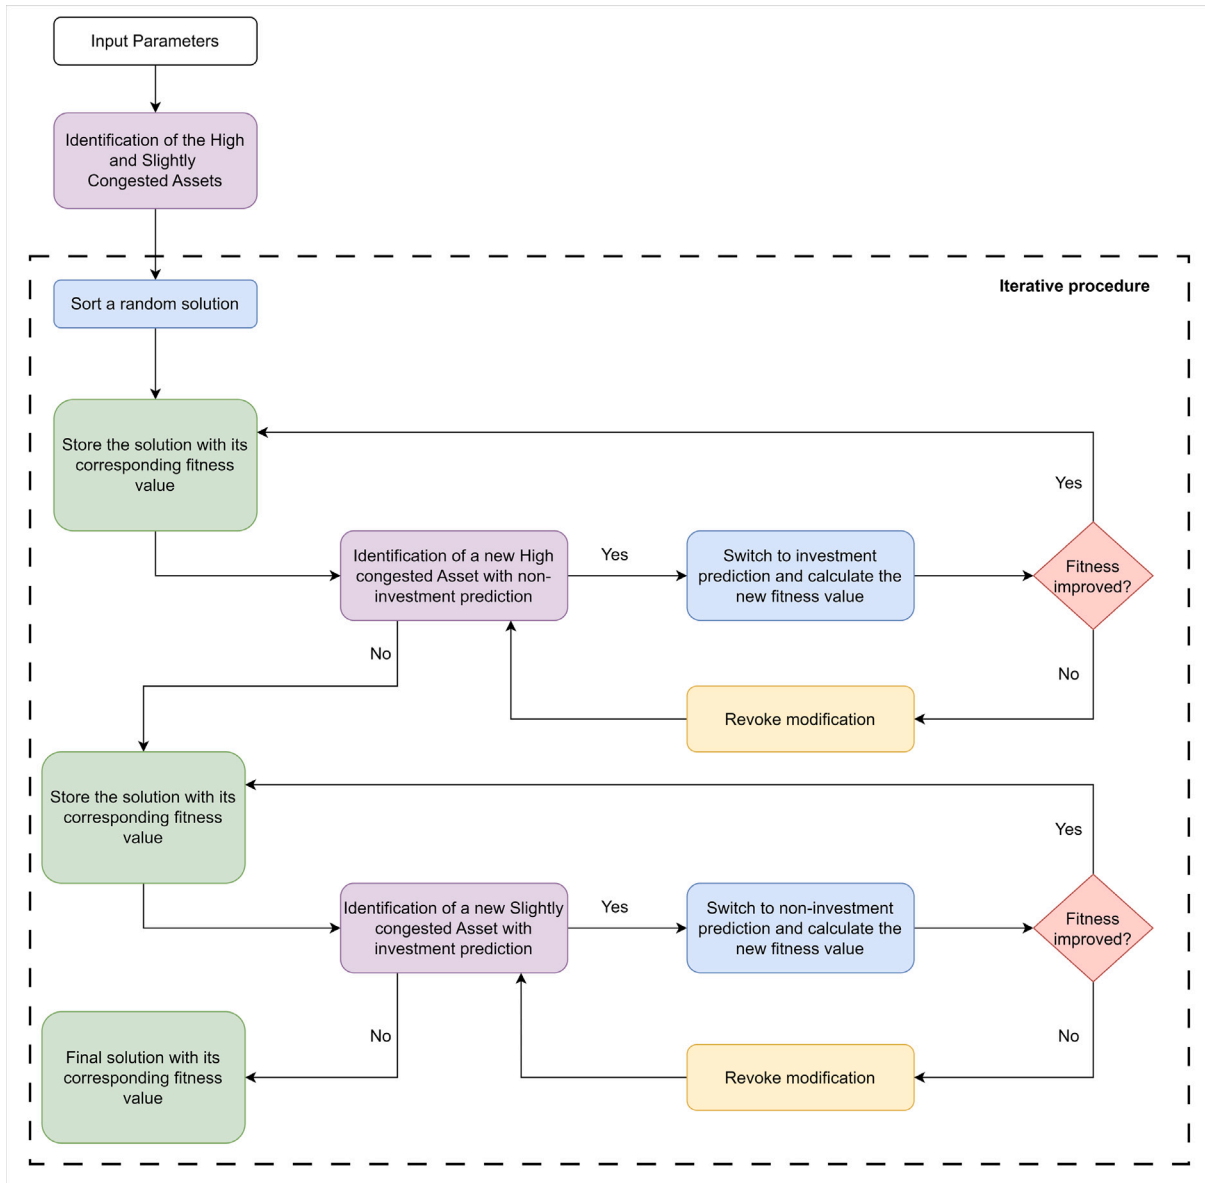 Input Parameters
Identification of the High
and Slightly
Congested Assets
Iterative procedure
Sort a random solution
Store the solution with its
corresponding fitness
value
Yes
Identification of a new High
congested Asset with non-
investment prediction
Yes
Switch to investment
prediction and calculate the
new fitness value
Fitness
improved?
No
No
Revoke modification
Store the solution with its
corresponding fitness
value
Yes
Identification of a new Slightly
congested Asset with
investment prediction
Yes
Switch to non-investment
prediction and calculate the
new fitness value
Fitness
improved?
No
No
Final solution with its
corresponding fitness
value
Revoke modification